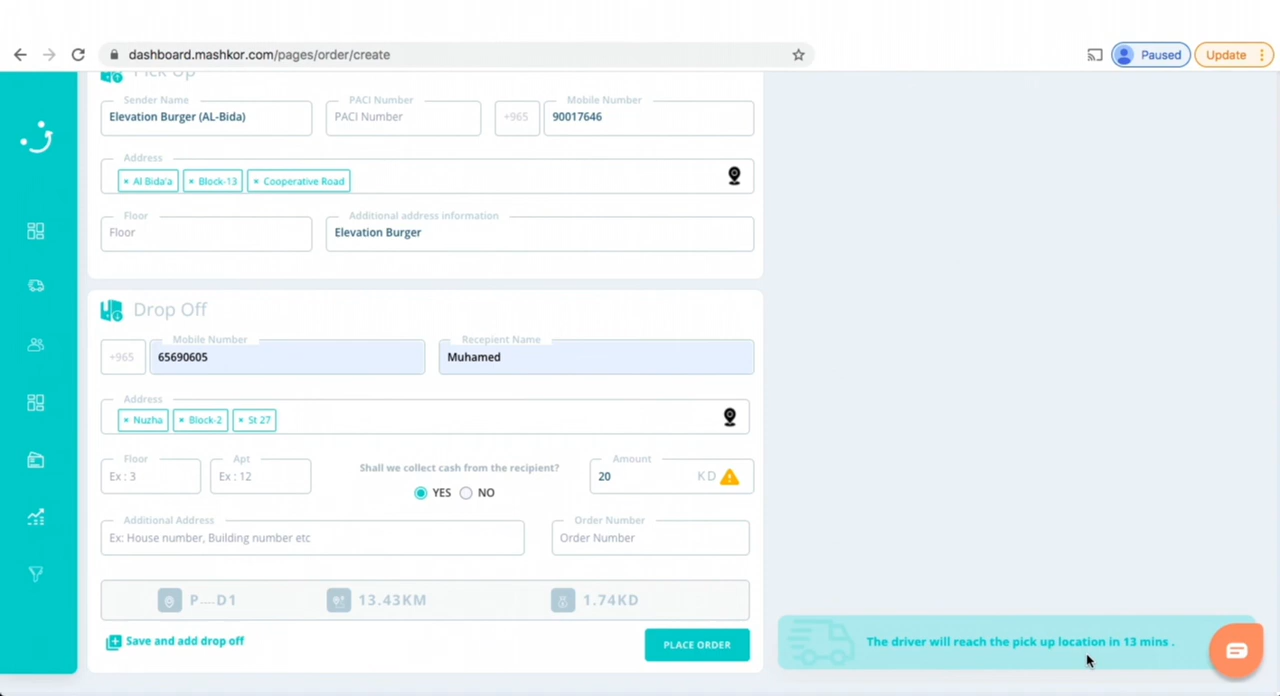 dashboard.mashkor.com/pages/order/create
Paused
Update
Pick Up
Sender Name
Elevation Burger (AL-Bida)
PACI Number
PACI Number
+965
Mobile Number
90017646
Address
× Al Bida'a × Block-13 × Cooperative Road
Floor
Floor
Additional address information
Elevation Burger
Drop Off
+965
Mobile Number
65690605
Recepient Name
Muhamed
Address
× Nuzha × Block-2 × St 27
Floor
Ex : 3
Apt
Ex : 12
Shall we collect cash from the recipient?
YES NO
Amount
20 KD
Additional Address
Ex: House number, Building number etc
Order Number
Order Number
P----D1 13.43KM 1.74KD
Save and add drop off
PLACE ORDER
The driver will reach the pick up location in 13 mins .